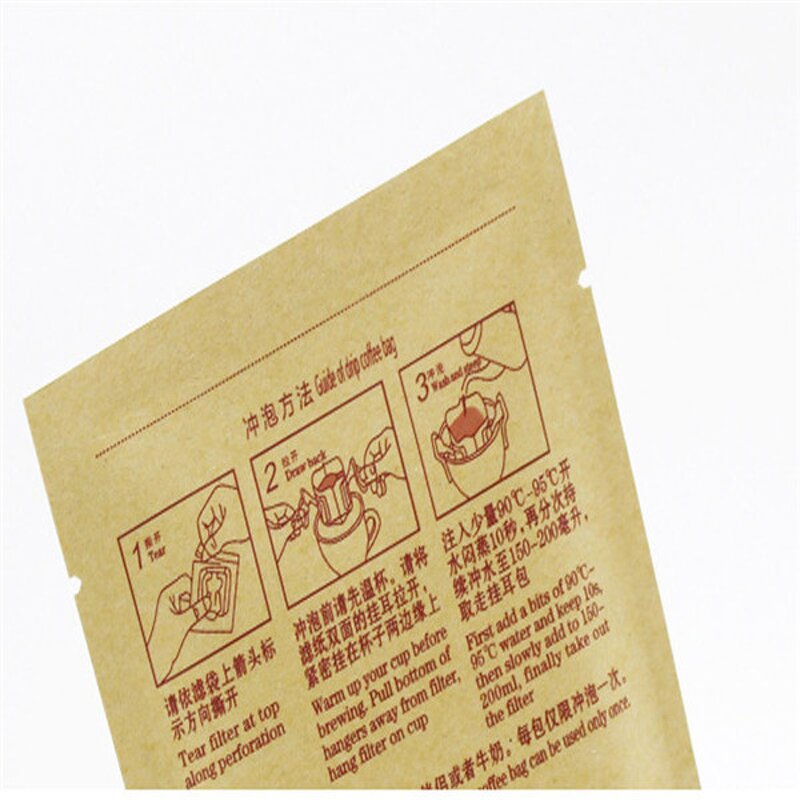 冲泡方法 Guide of drip coffee bag
1 撕开
Tear
请依滤袋上箭头标
示方向撕开
Tear filter at top
along perforation
2 拉开
Draw back
冲泡前请先温杯。请将
滤纸双面的挂耳拉开,
紧密挂在杯子两边缘上
Warm up your cup before
brewing. Pull bottom of
hangers away from filter,
hang filter on cup
3 冲泡
Wash and
注入少量90℃-95℃开
水闷蒸10秒,再分次持
续冲水至150-200毫升,
取走挂耳包
First add a bits of 90℃-
95℃ water and keep 10s,
then slowly add to 150-
200ml, finally take out
the filter
伴侣或者牛奶。每包仅限冲泡一次。
coffee bag can be used only once.